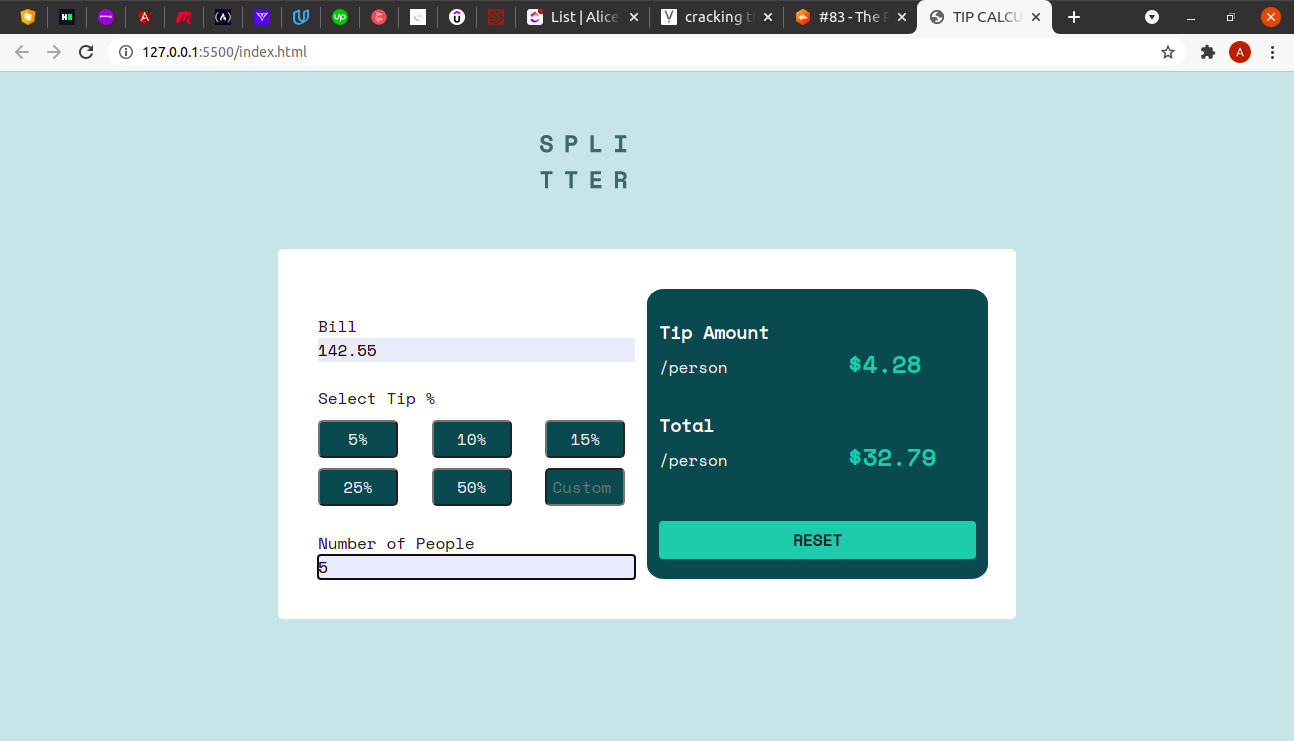 List | Alice
cracking t
#83 - The P
TIP CALCU
127.0.0.1:5500/index.html
A
S P L I
T T E R
Bill
142.55
Select Tip %
5% 10% 15%
25% 50% Custom
Number of People
5
Tip Amount
/person $4.28
Total
/person $32.79
RESET